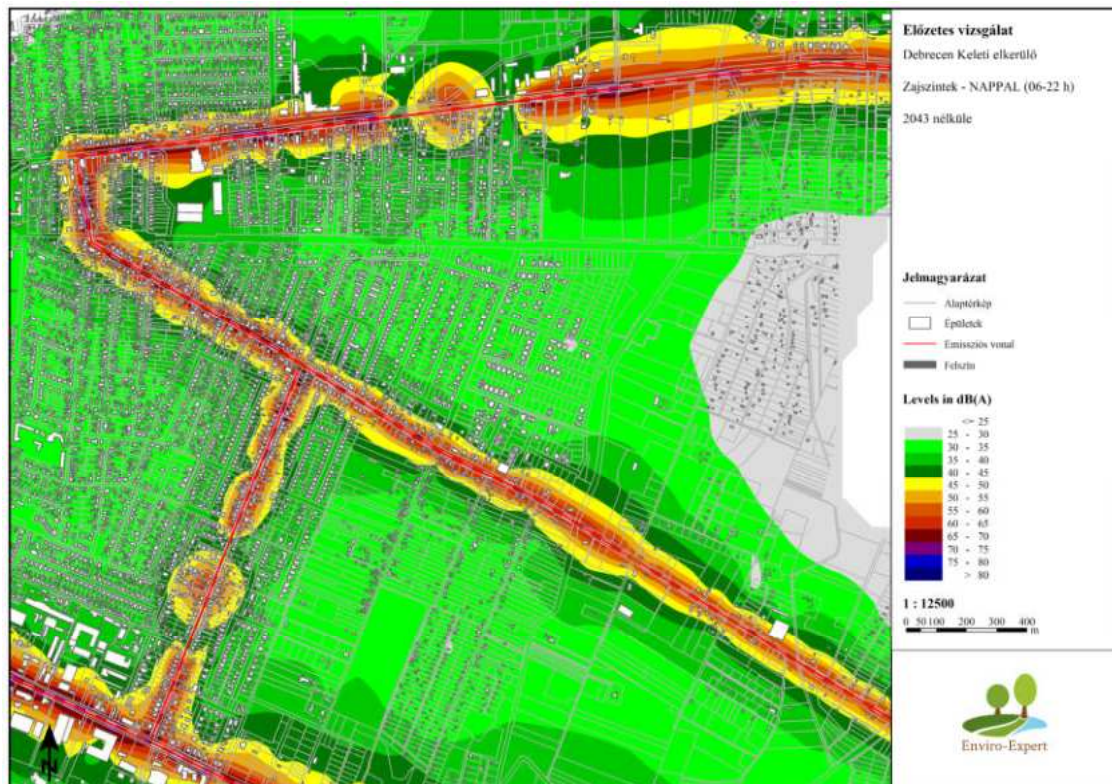 Előzetes vizsgálat
Debrecen Keleti elkerülő
Zajszintek - NAPPAL (06-22 h)
2043 nélküle
Jelmagyarázat
Alaptérkép
Épületek
Emissziós vonal
Felszín
Levels in dB(A)
<= 25
25 - 30
30 - 35
35 - 40
40 - 45
45 - 50
50 - 55
55 - 60
60 - 65
65 - 70
70 - 75
75 - 80
> 80
1 : 12500
0 50 100 200 300 400
m
Enviro-Expert
N